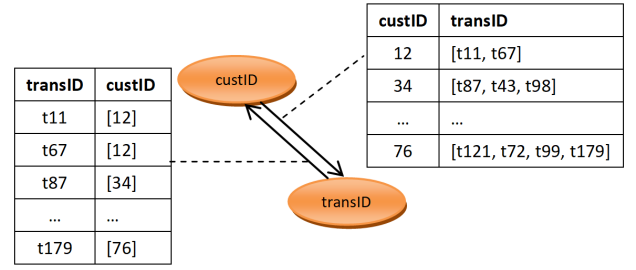 custID transID
12 [t11, t67]
34 [t87, t43, t98]
... ...
76 [t121, t72, t99, t179]
custID
transID custID
t11 [12]
t67 [12]
t87 [34]
... ...
t179 [76]
transID